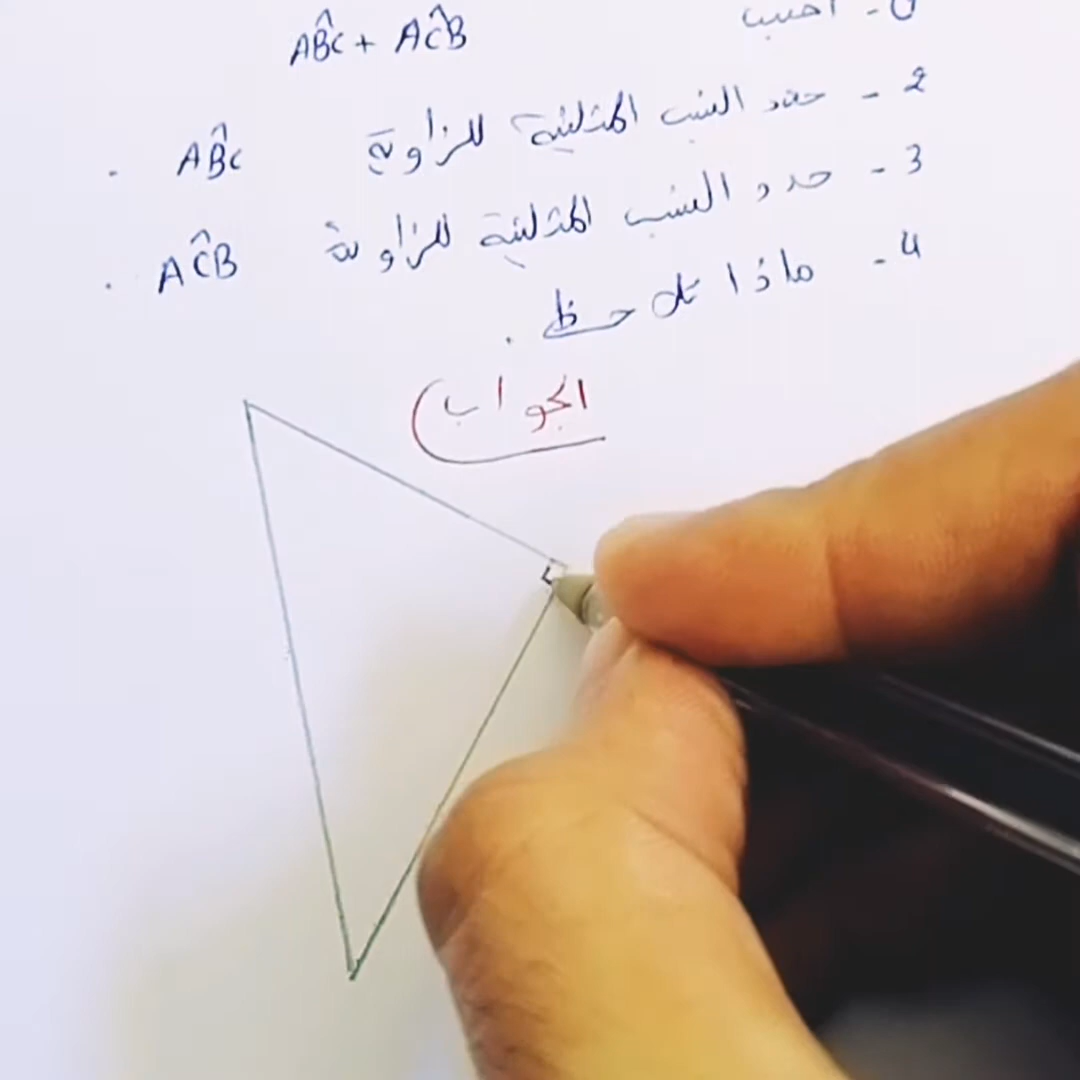 1 - احسب ABC + ACB
2 - حدد النسب المثلثية للزاوية ABC .
3 - حدد النسب المثلثية للزاوية ACB .
4 - ماذا تلاحظ .
الجواب